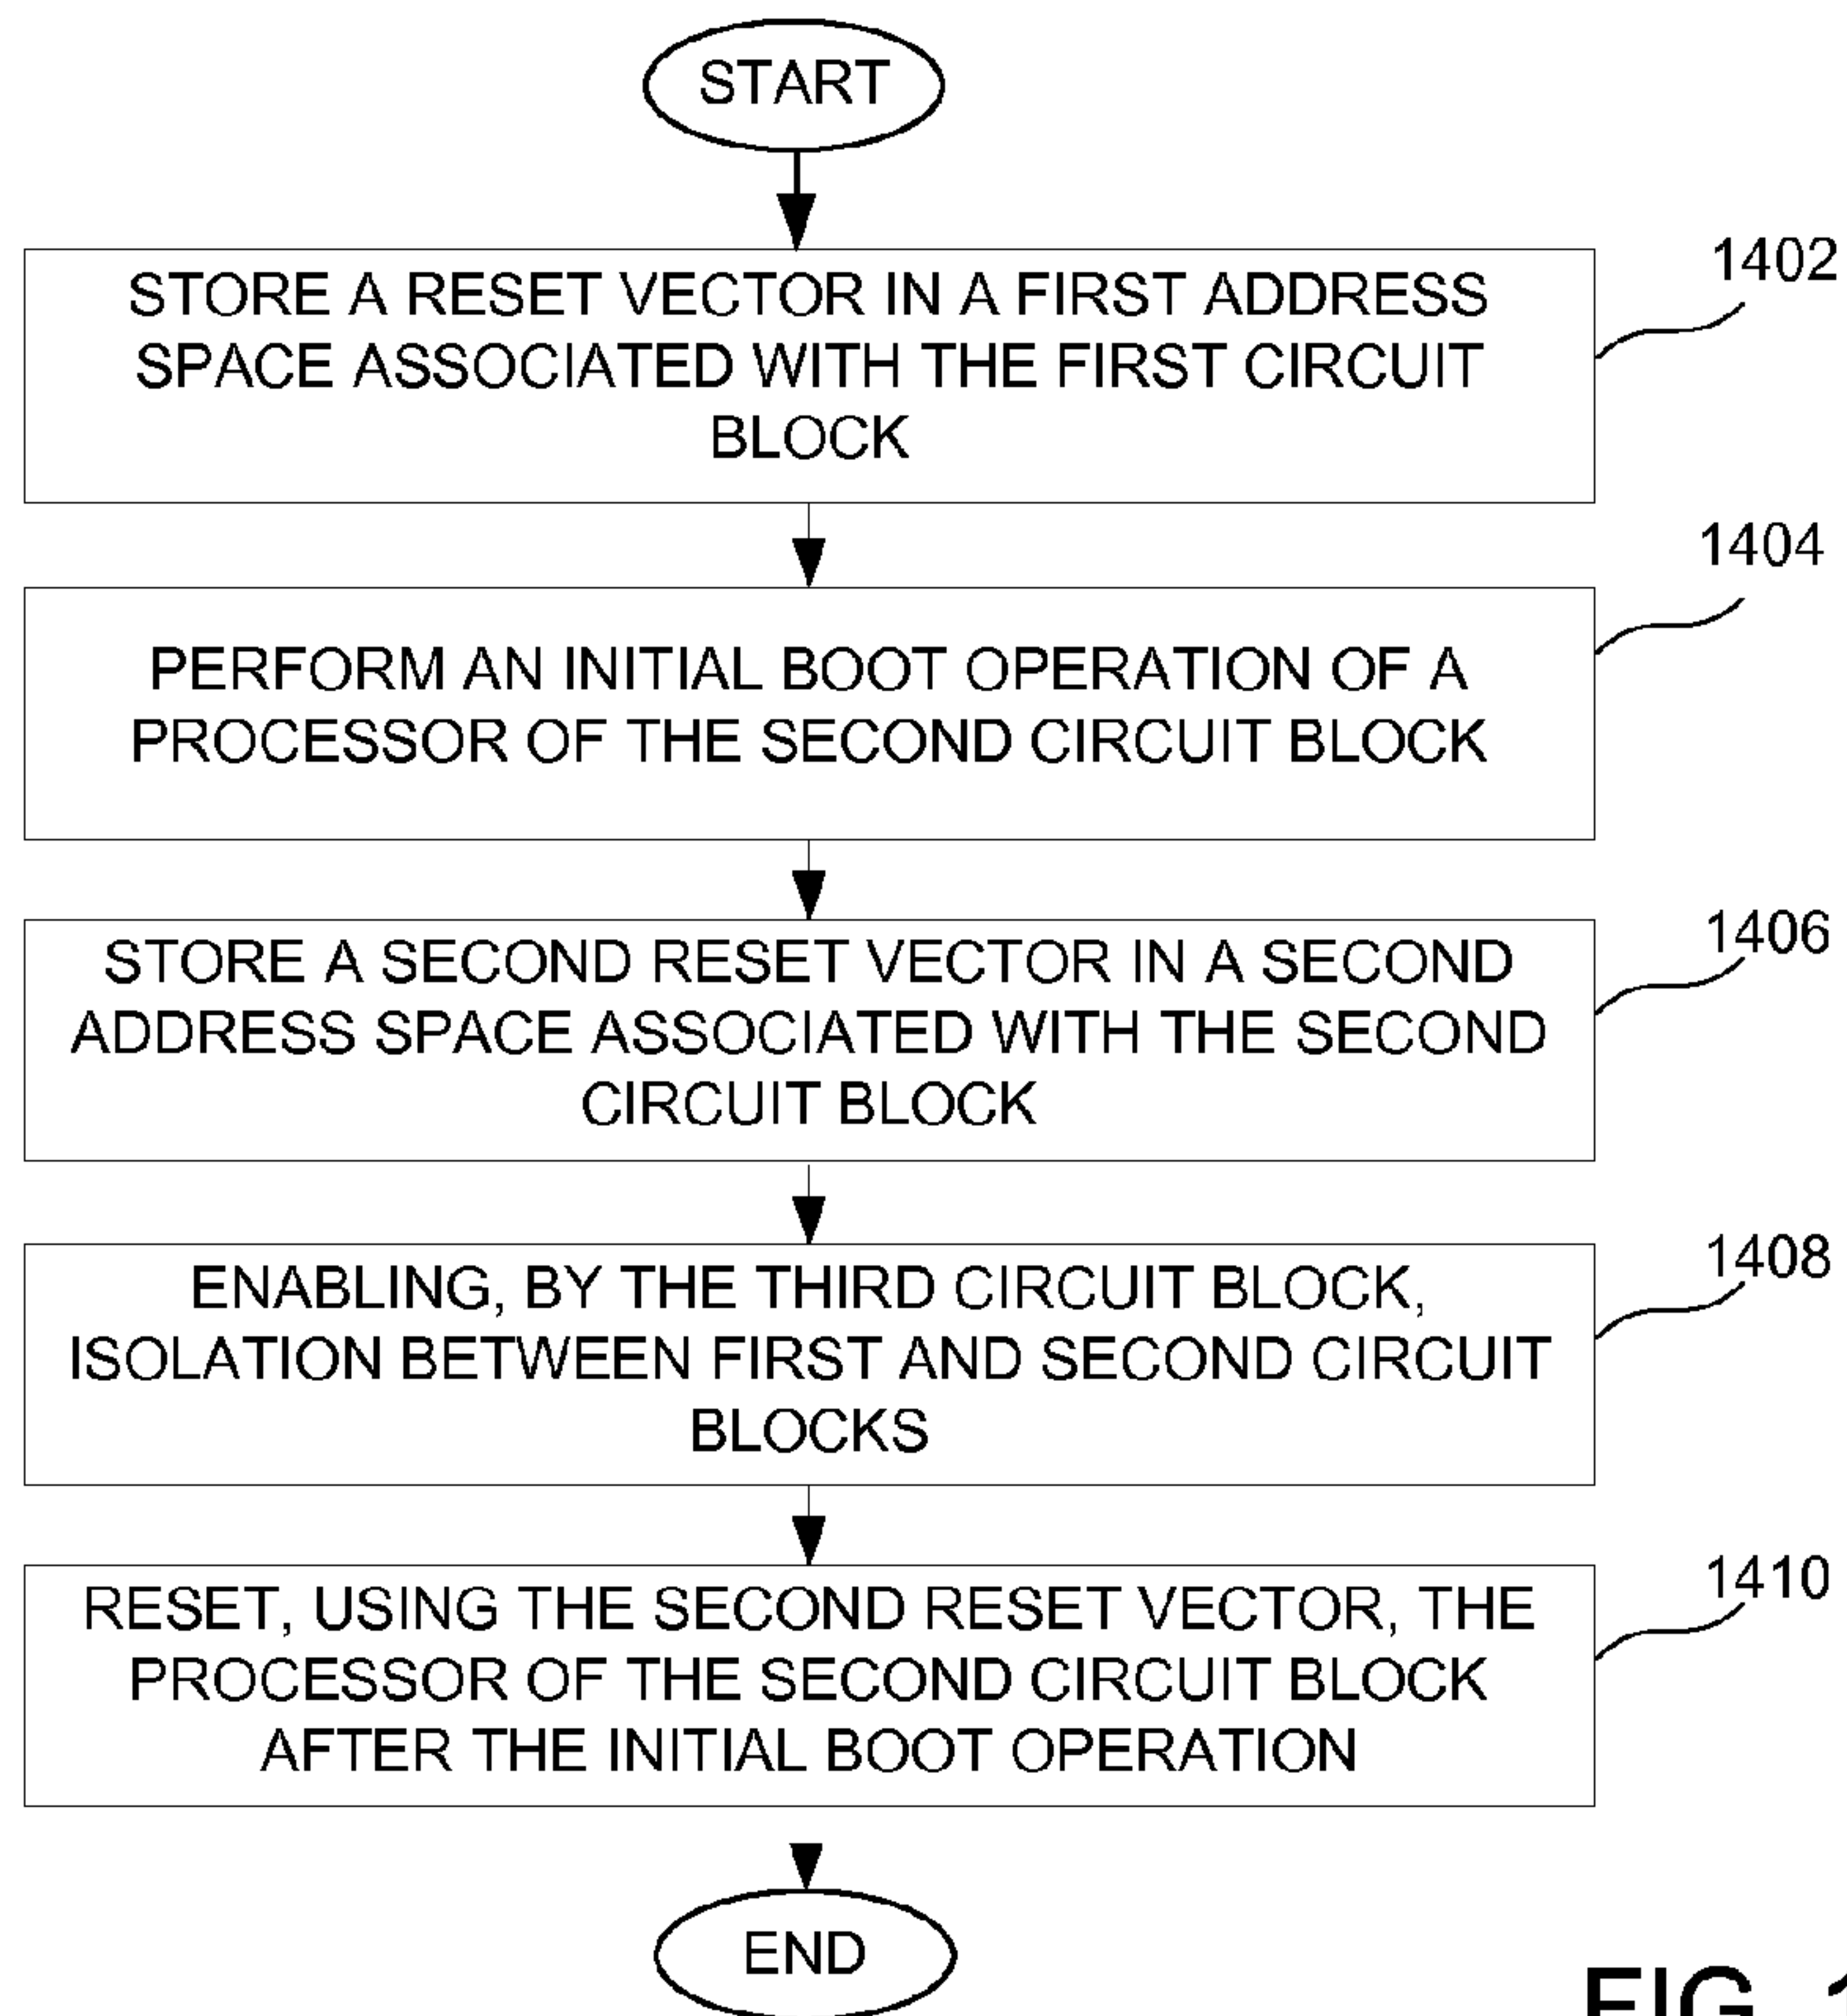 START
STORE A RESET VECTOR IN A FIRST ADDRESS
SPACE ASSOCIATED WITH THE FIRST CIRCUIT
BLOCK
1402
PERFORM AN INITIAL BOOT OPERATION OF A
PROCESSOR OF THE SECOND CIRCUIT BLOCK
1404
STORE A SECOND RESET VECTOR IN A SECOND
ADDRESS SPACE ASSOCIATED WITH THE SECOND
CIRCUIT BLOCK
1406
ENABLING, BY THE THIRD CIRCUIT BLOCK,
ISOLATION BETWEEN FIRST AND SECOND CIRCUIT
BLOCKS
1408
RESET, USING THE SECOND RESET VECTOR, THE
PROCESSOR OF THE SECOND CIRCUIT BLOCK
AFTER THE INITIAL BOOT OPERATION
1410
END
FIG.